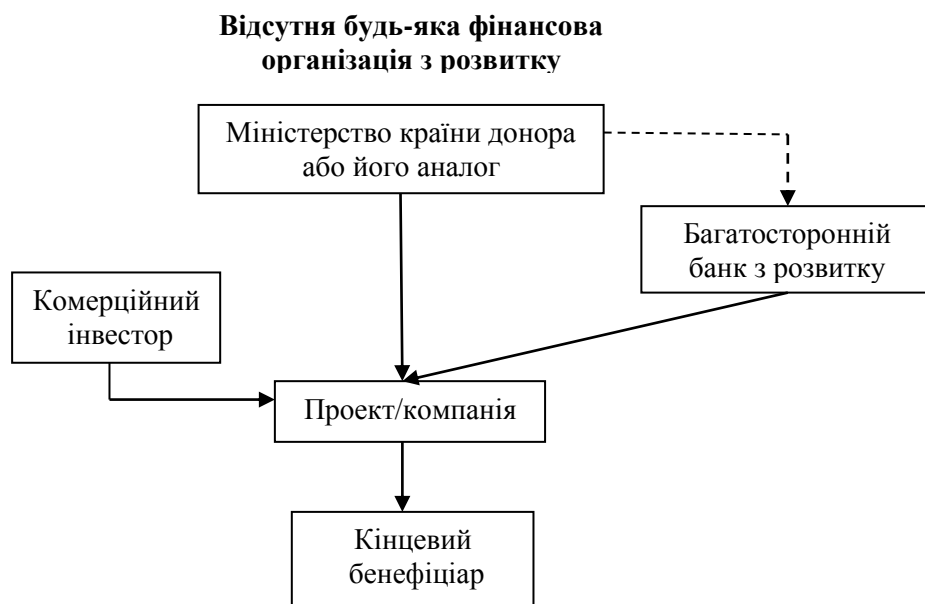 Відсутня будь-яка фінансова
організація з розвитку
Міністерство країни донора
або його аналог
Багатосторонній
банк з розвитку
Комерційний
інвестор
Проект/компанія
Кінцевий
бенефіціар